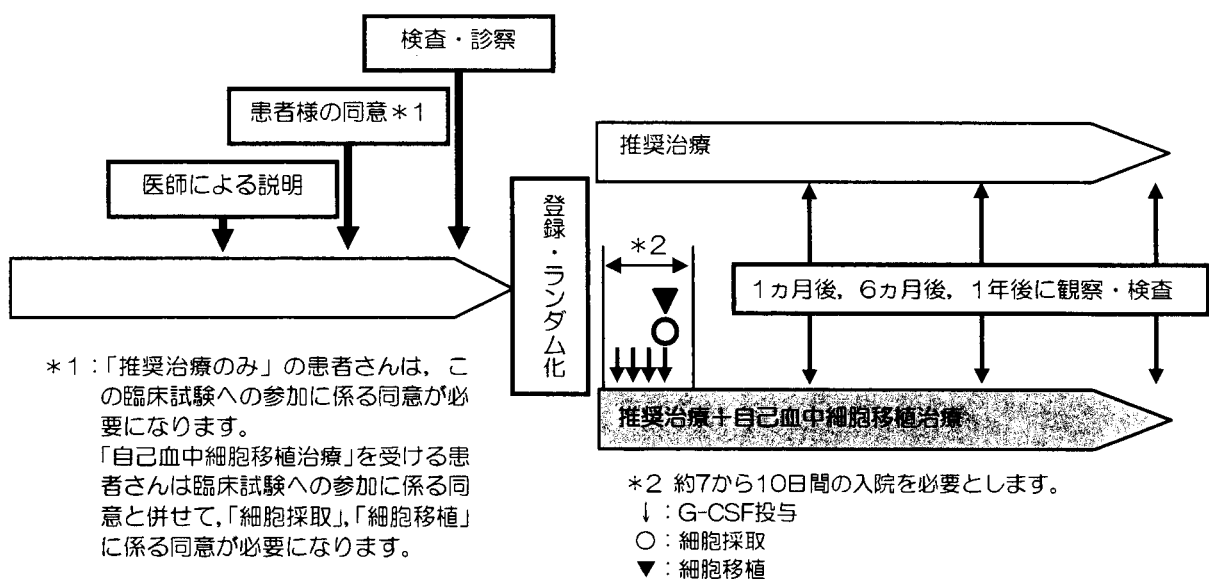 検査・診察
患者様の同意＊1
医師による説明
登録・ランダム化
推奨治療
＊2
1ヵ月後，6ヵ月後，1年後に観察・検査
推奨治療＋自己血中細胞移植治療
＊1：「推奨治療のみ」の患者さんは，こ
の臨床試験への参加に係る同意が必
要になります。
「自己血中細胞移植治療」を受ける患
者さんは臨床試験への参加に係る同
意と併せて，「細胞採取」，「細胞移植」
に係る同意が必要になります。
＊2 約7から10日間の入院を必要とします。
↓：G-CSF投与
○：細胞採取
▼：細胞移植